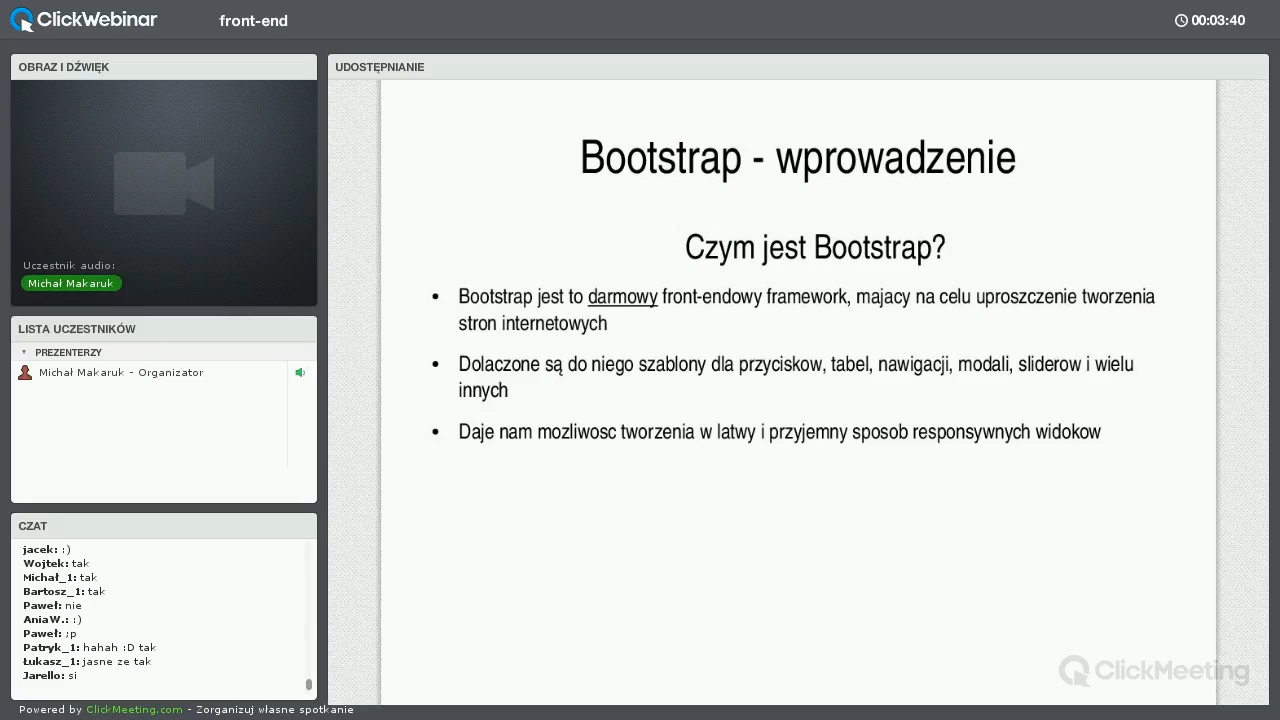 ClickWebinar
front-end
00:03:40
OBRAZ I DŹWIĘK
Uczestnik audio:
Michał Makaruk
LISTA UCZESTNIKÓW
PREZENTERZY
Michał Makaruk - Organizator
CZAT
jacek: :)
Wojtek: tak
Michał_1: tak
Bartosz_1: tak
Paweł: nie
AniaW.: :)
Paweł: :p
Patryk_1: hahah :D tak
Łukasz_1: jasne ze tak
Jarello: si
Powered by ClickMeeting.com - Zorganizuj własne spotkanie
UDOSTĘPNIANIE
Bootstrap - wprowadzenie
Czym jest Bootstrap?
• Bootstrap jest to darmowy front-endowy framework, majacy na celu uproszczenie tworzenia
stron internetowych
• Dolaczone są do niego szablony dla przyciskow, tabel, nawigacji, modali, sliderow i wielu
innych
• Daje nam mozliwosc tworzenia w latwy i przyjemny sposob responsywnych widokow
ClickMeeting